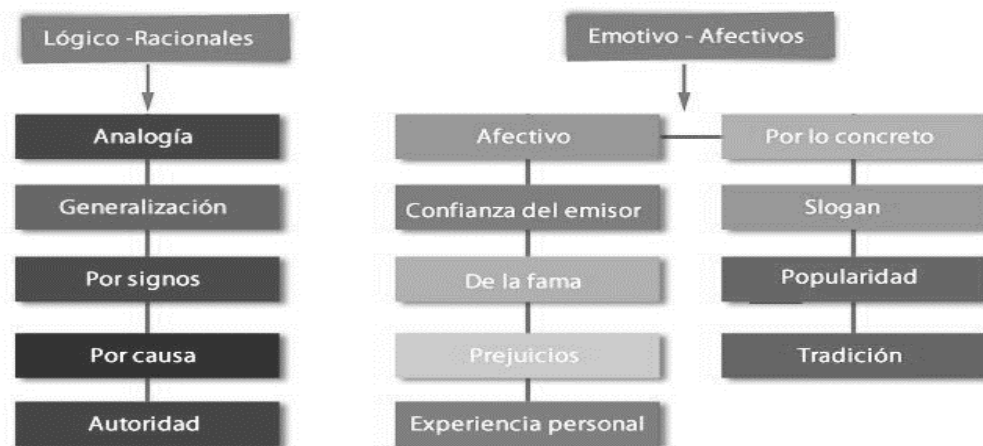 Lógico -Racionales
Analogía
Generalización
Por signos
Por causa
Autoridad
Emotivo - Afectivos
Afectivo
Confianza del emisor
De la fama
Prejuicios
Experiencia personal
Por lo concreto
Slogan
Popularidad
Tradición